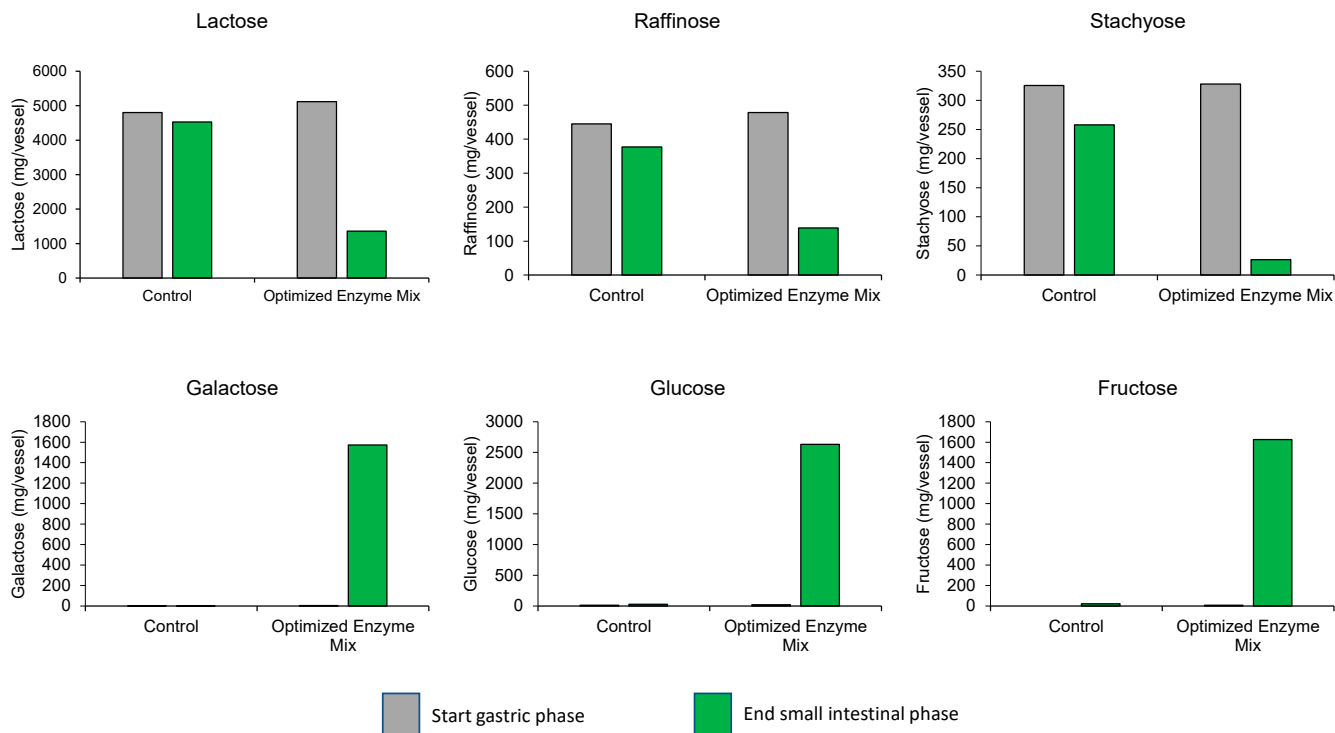 Lactose
Lactose (mg/vessel)
6000
5000
4000
3000
2000
1000
0
Control
Optimized Enzyme Mix
Raffinose
Raffinose (mg/vessel)
600
500
400
300
200
100
0
Control
Optimized Enzyme Mix
Stachyose
Stachyose (mg/vessel)
350
300
250
200
150
100
50
0
Control
Optimized Enzyme Mix
Galactose
Galactose (mg/vessel)
1800
1600
1400
1200
1000
800
600
400
200
0
Control
Optimized Enzyme
Mix
Glucose
Glucose (mg/vessel)
3000
2500
2000
1500
1000
500
0
Control
Optimized Enzyme
Mix
Fructose
Fructose (mg/vessel)
1800
1600
1400
1200
1000
800
600
400
200
0
Control
Optimized Enzyme
Mix
Start gastric phase
End small intestinal phase